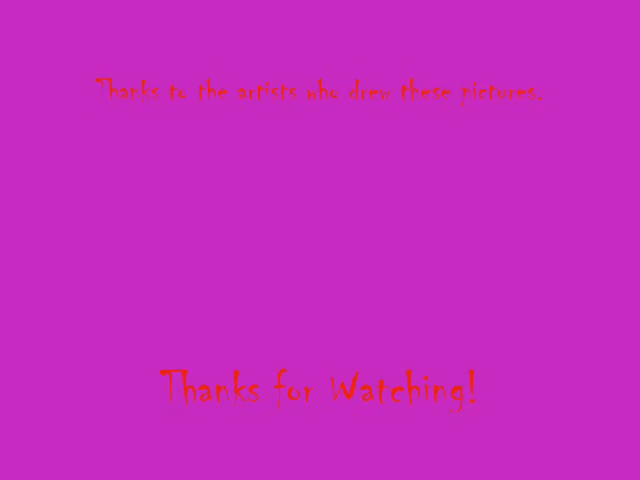 Thanks to the artists who drew these pictures.
Thanks for Watching!